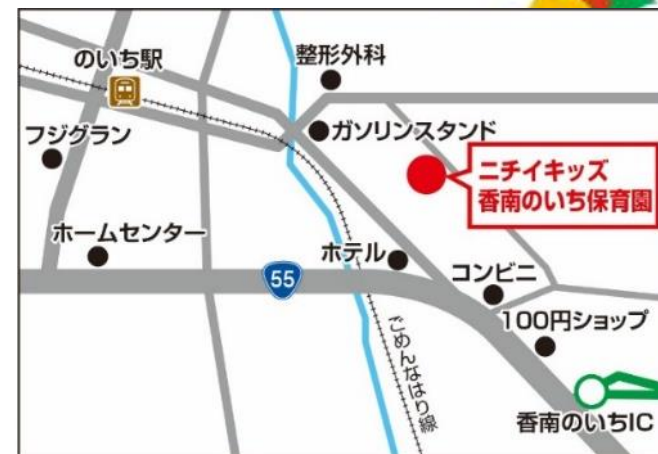 のいち駅
整形外科
フジグラン
ガソリンスタンド
ニチイキッズ
香南のいち保育園
ホームセンター
ホテル
55
コンビニ
100円ショップ
ごめんなはり線
香南のいちIC